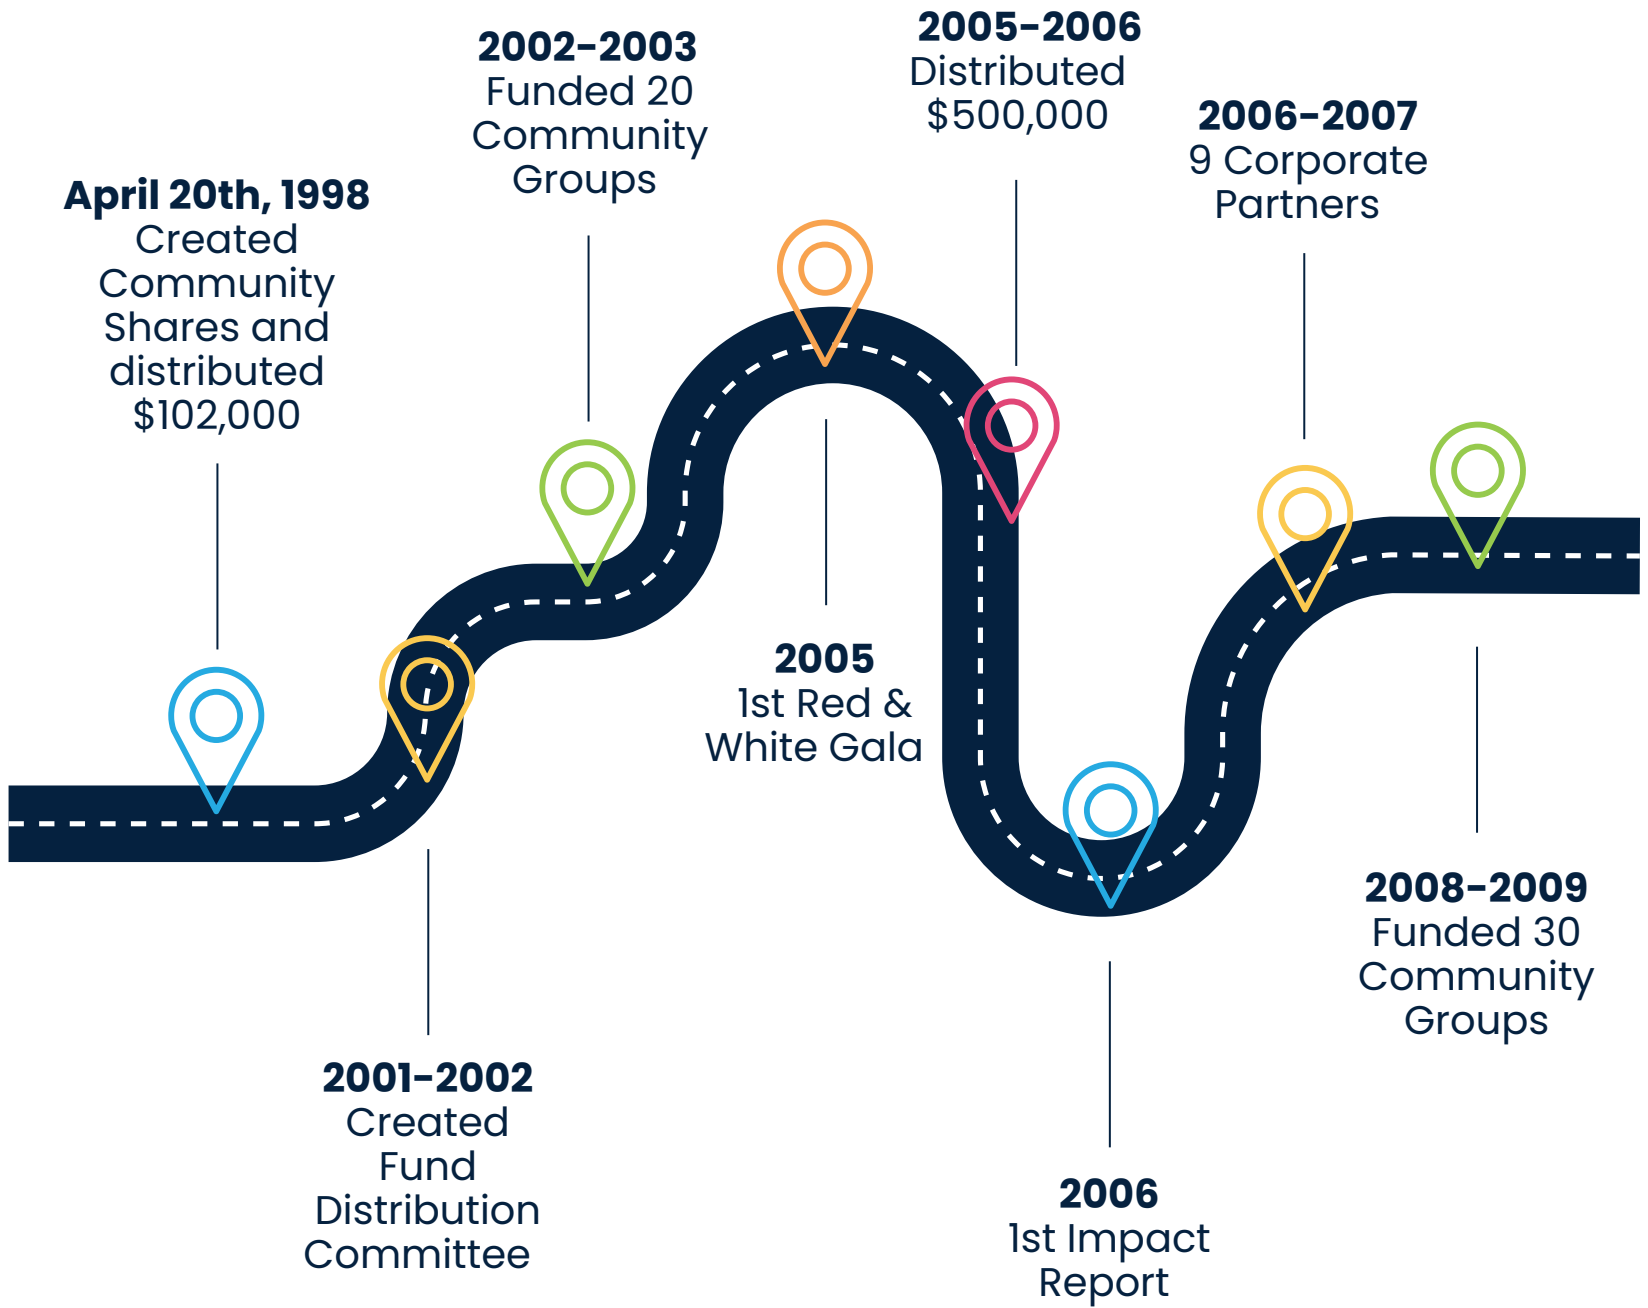 April 20th, 1998
Created
Community
Shares and
distributed
$102,000
2001-2002
Created
Fund
Distribution
Committee
2002-2003
Funded 20
Community
Groups
2005
1st Red &
White Gala
2005-2006
Distributed
$500,000
2006
1st Impact
Report
2006-2007
9 Corporate
Partners
2008-2009
Funded 30
Community
Groups